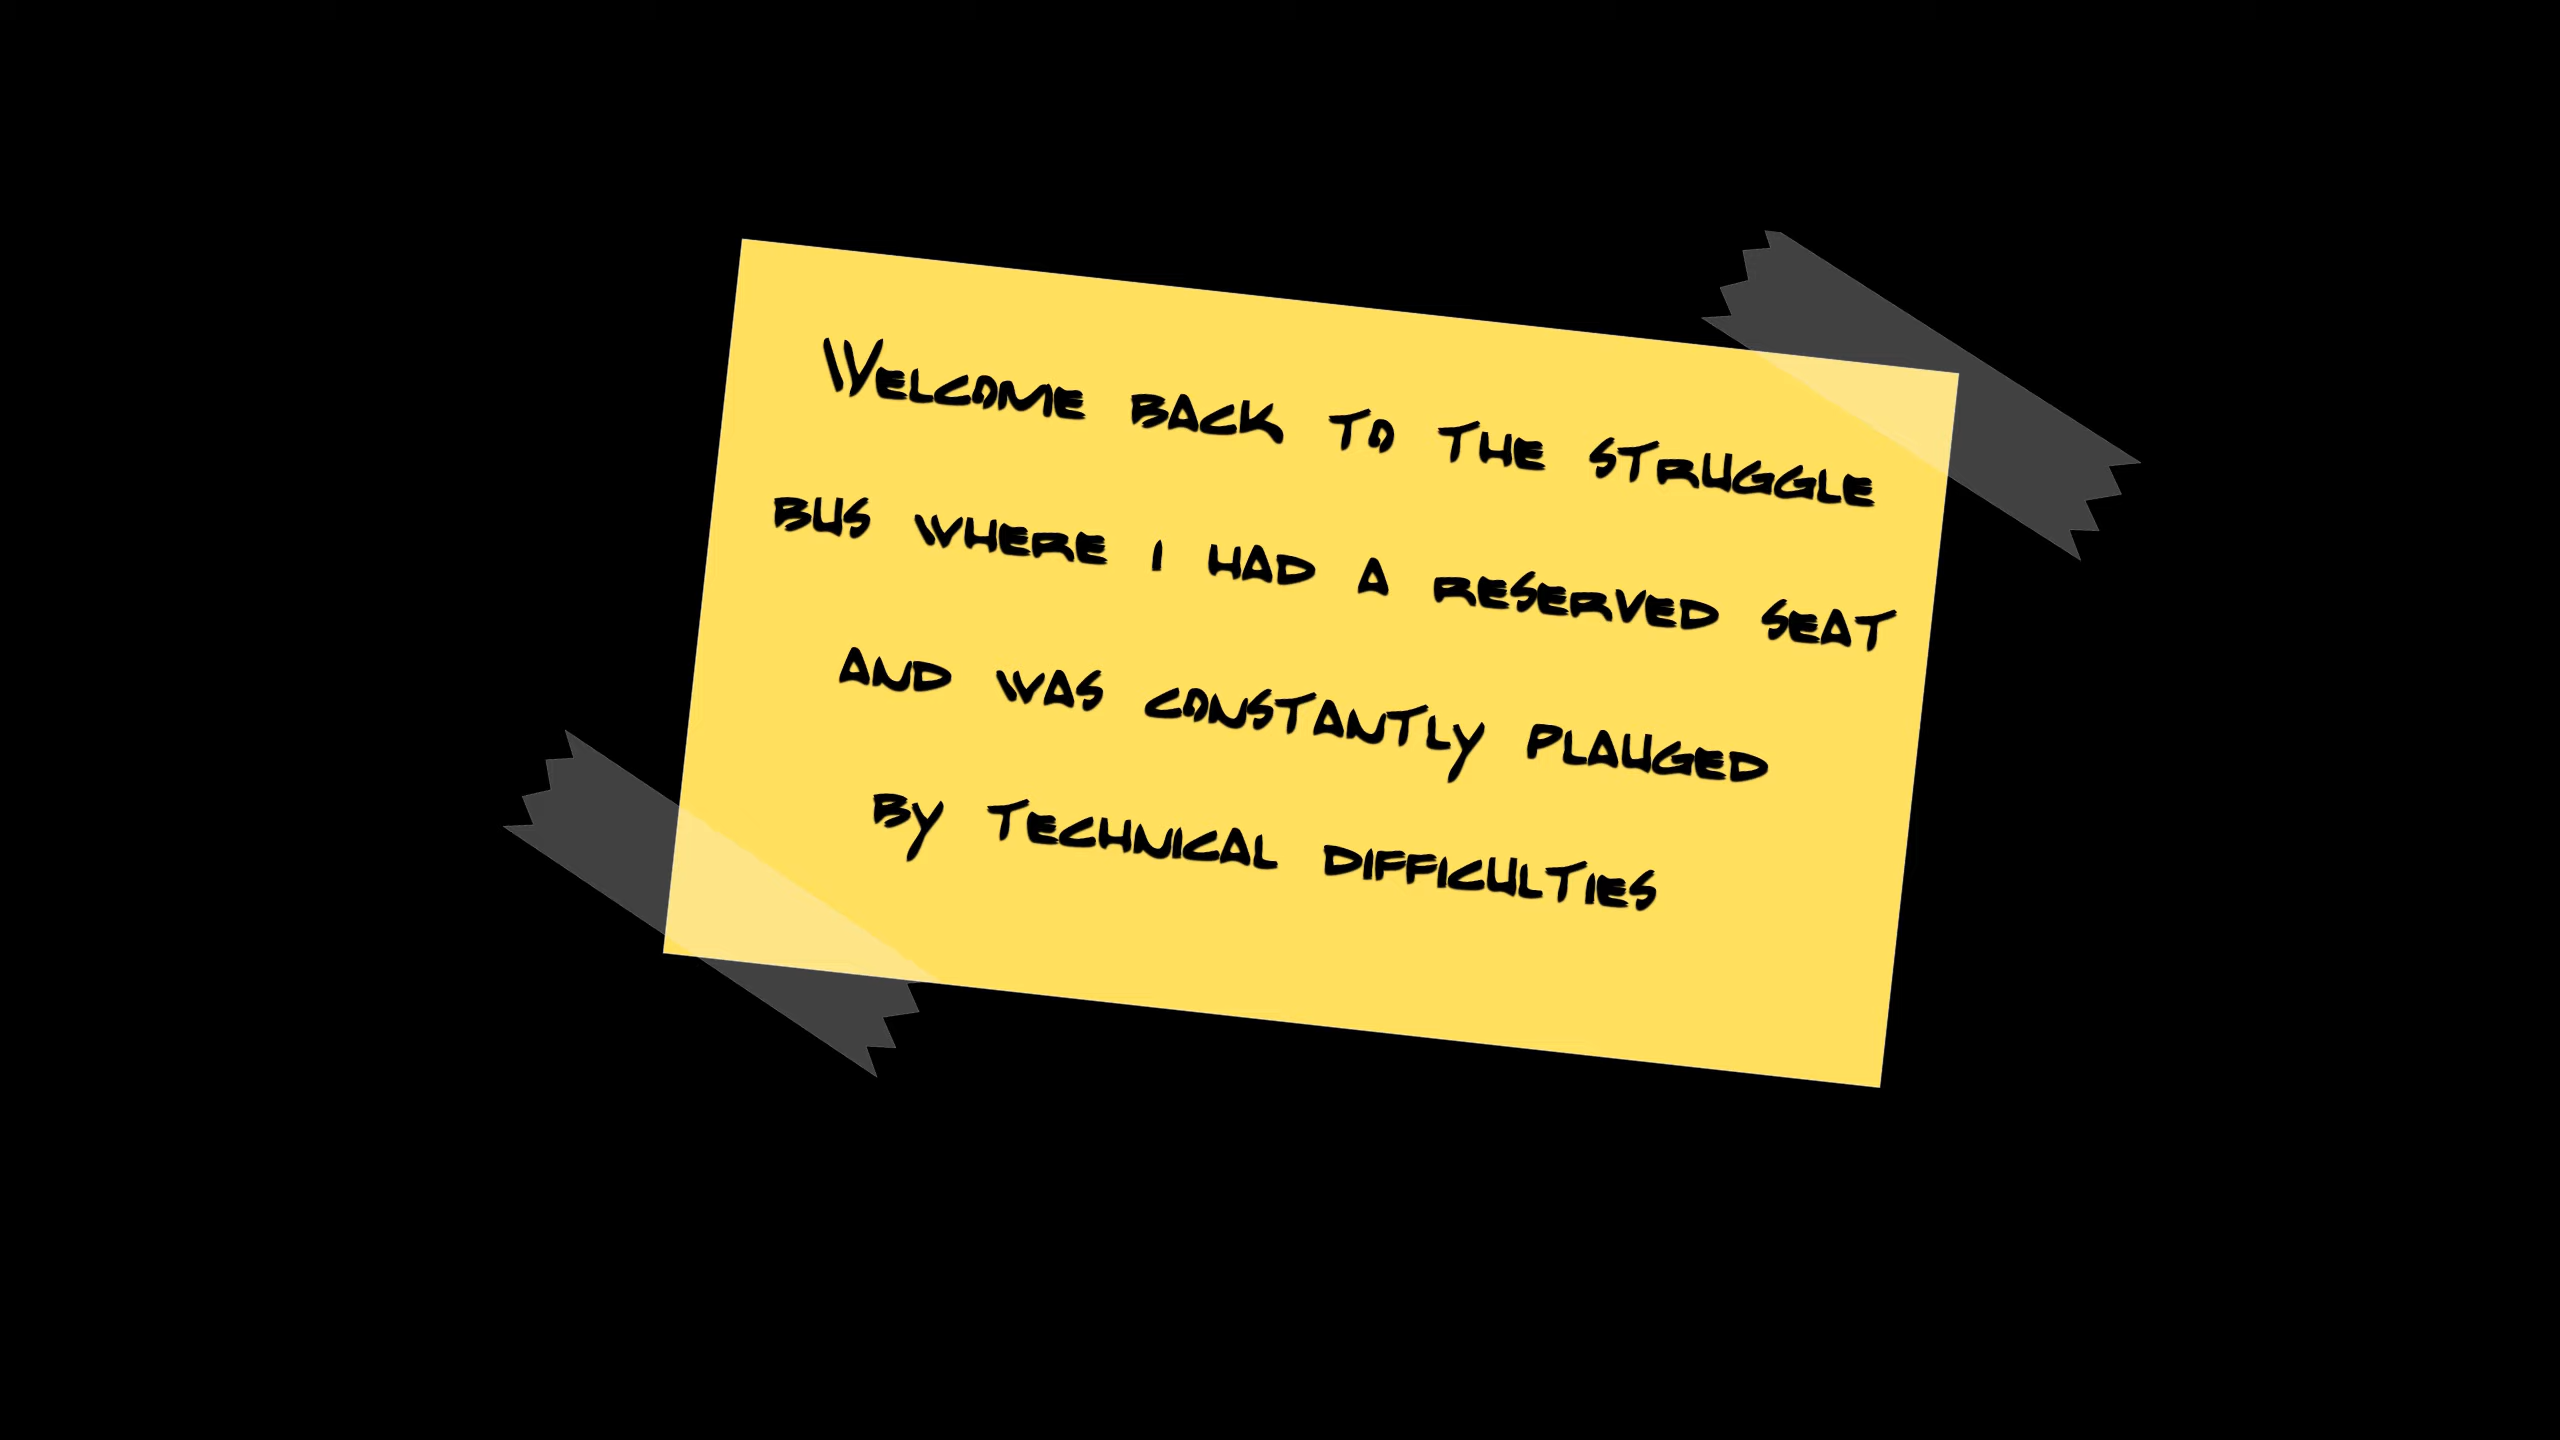 Welcome back to the struggle
bus where i had a reserved seat
and was constantly plauged
by technical difficulties